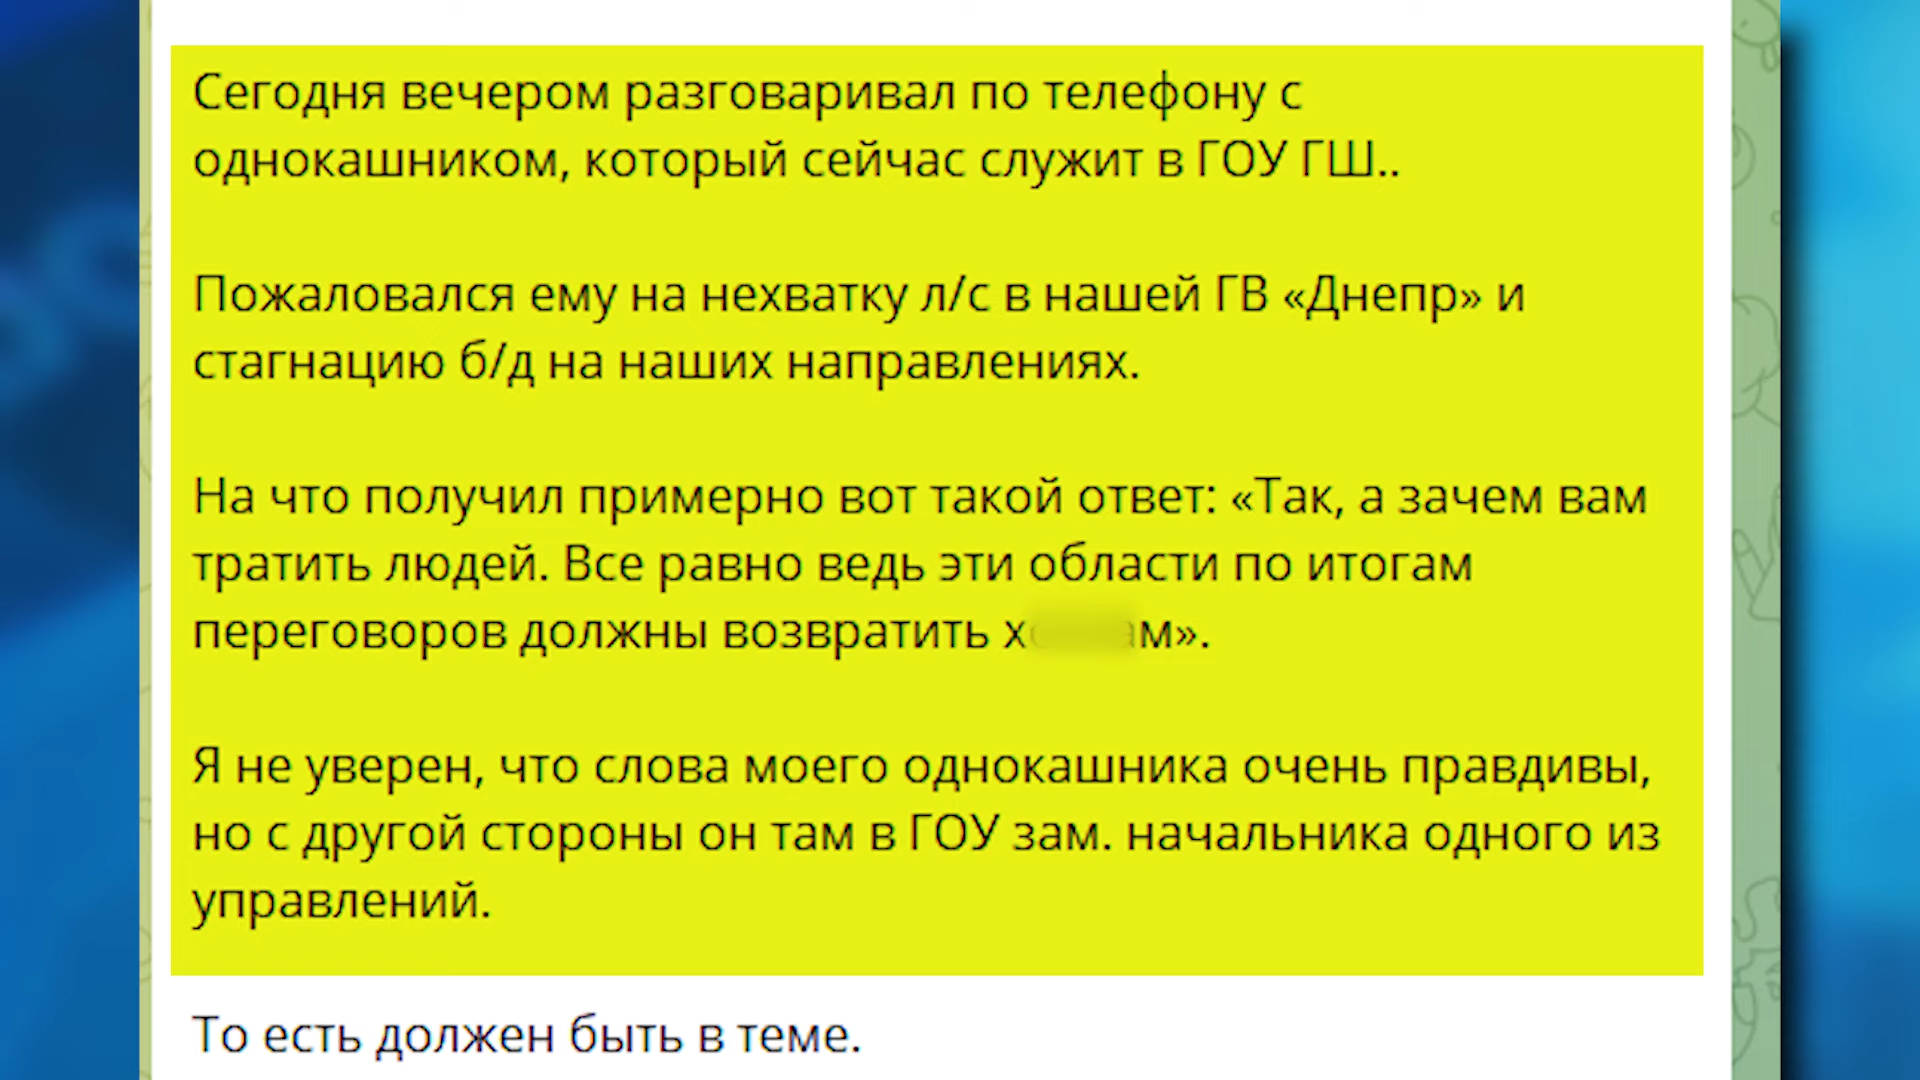 Сегодня вечером разговаривал по телефону с
однокашником, который сейчас служит в ГОУ ГШ..
Пожаловался ему на нехватку л/с в нашей ГВ «Днепр» и
стагнацию б/д на наших направлениях.
На что получил примерно вот такой ответ: «Так, а зачем вам
тратить людей. Все равно ведь эти области по итогам
переговоров должны возвратить
Я не уверен, что слова моего однокашника очень правдивы,
но с другой стороны он там в ГОУ зам. начальника одного из
управлений.
То есть должен быть в теме.